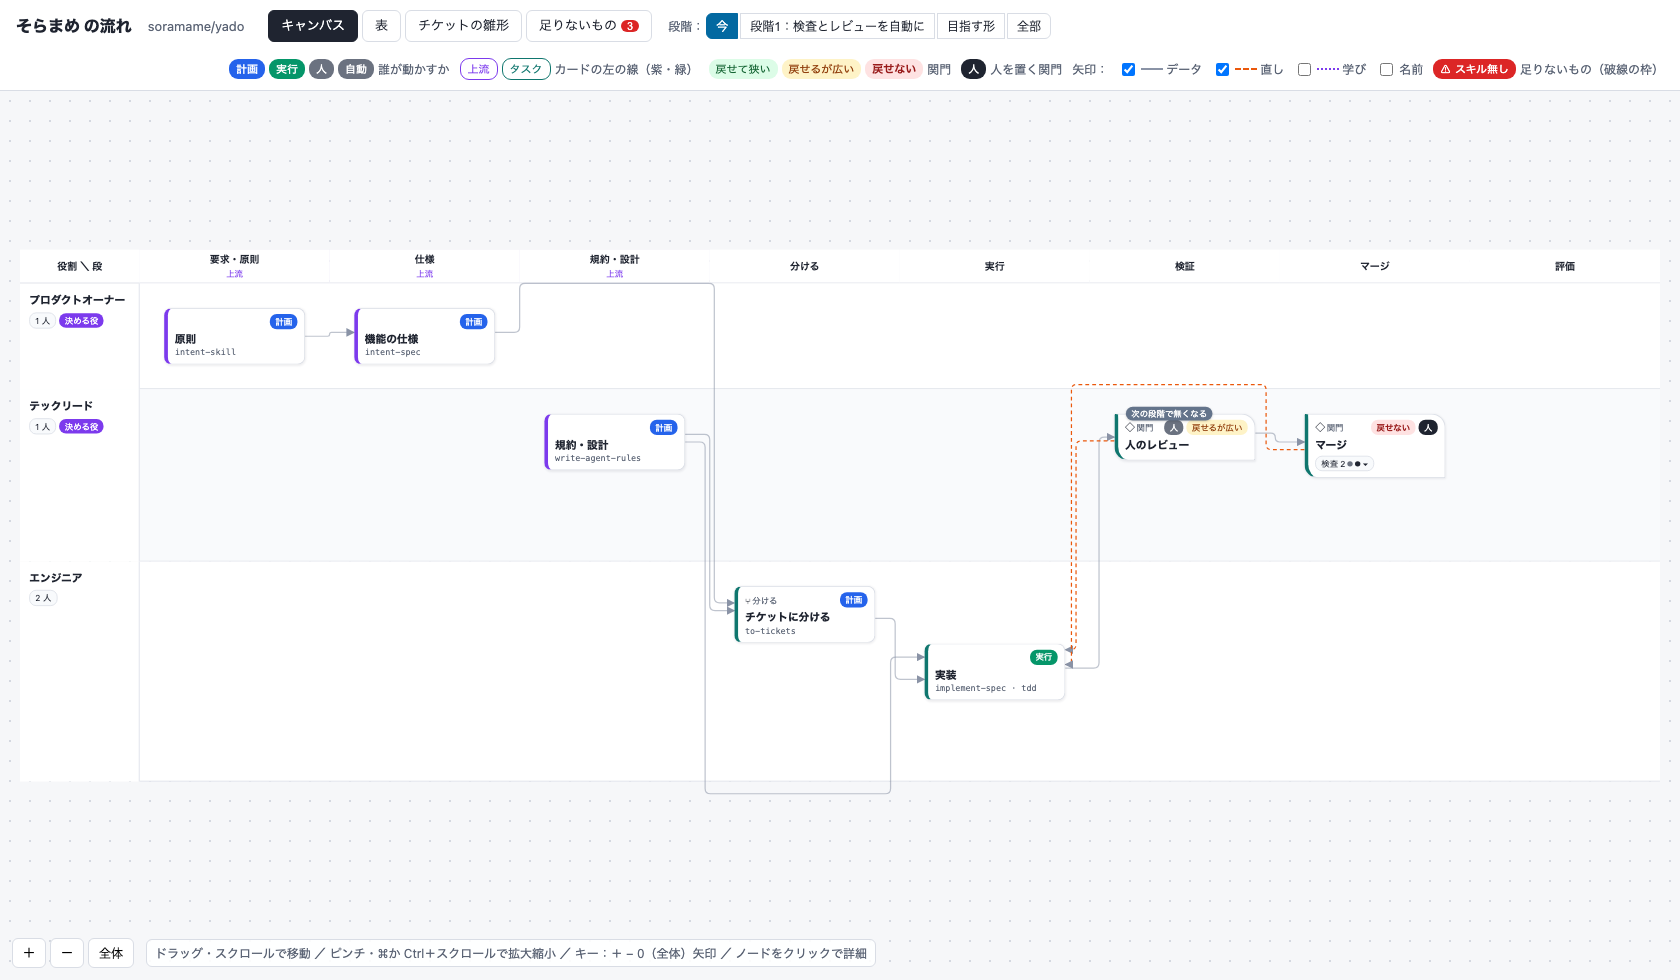 そらまめ の流れ soramame/yado キャンバス 表 チケットの雛形 足りないもの 3 段階： 今 段階1：検査とレビューを自動に 目指す形 全部
計画 実行 人 自動 誰が動かすか 上流 タスク カードの左の線（紫・緑） 戻せて狭い 戻せるが広い 戻せない 関門 人 人を置く関門 矢印： データ 直し 学び 名前 ⚠ スキル無し 足りないもの（破線の枠）
役割 ＼ 段 要求・原則 仕様 規約・設計 分ける 実行 検証 マージ 評価
上流 上流 上流
プロダクトオーナー
1 人 決める役
計画
原則
intent-skill
計画
機能の仕様
intent-spec
テックリード
1 人 決める役
計画
規約・設計
write-agent-rules
次の段階で無くなる
◇関門 人 戻せるが広い
人のレビュー
◇関門 戻せない 人
マージ
検査 2
エンジニア
2 人
分ける 計画
チケットに分ける
to-tickets
実行
実装
implement-spec · tdd
＋ − 全体 ドラッグ・スクロールで移動 ／ ピンチ・⌘か Ctrl＋スクロールで拡大縮小 ／ キー：＋ − 0（全体）矢印 ／ ノードをクリックで詳細